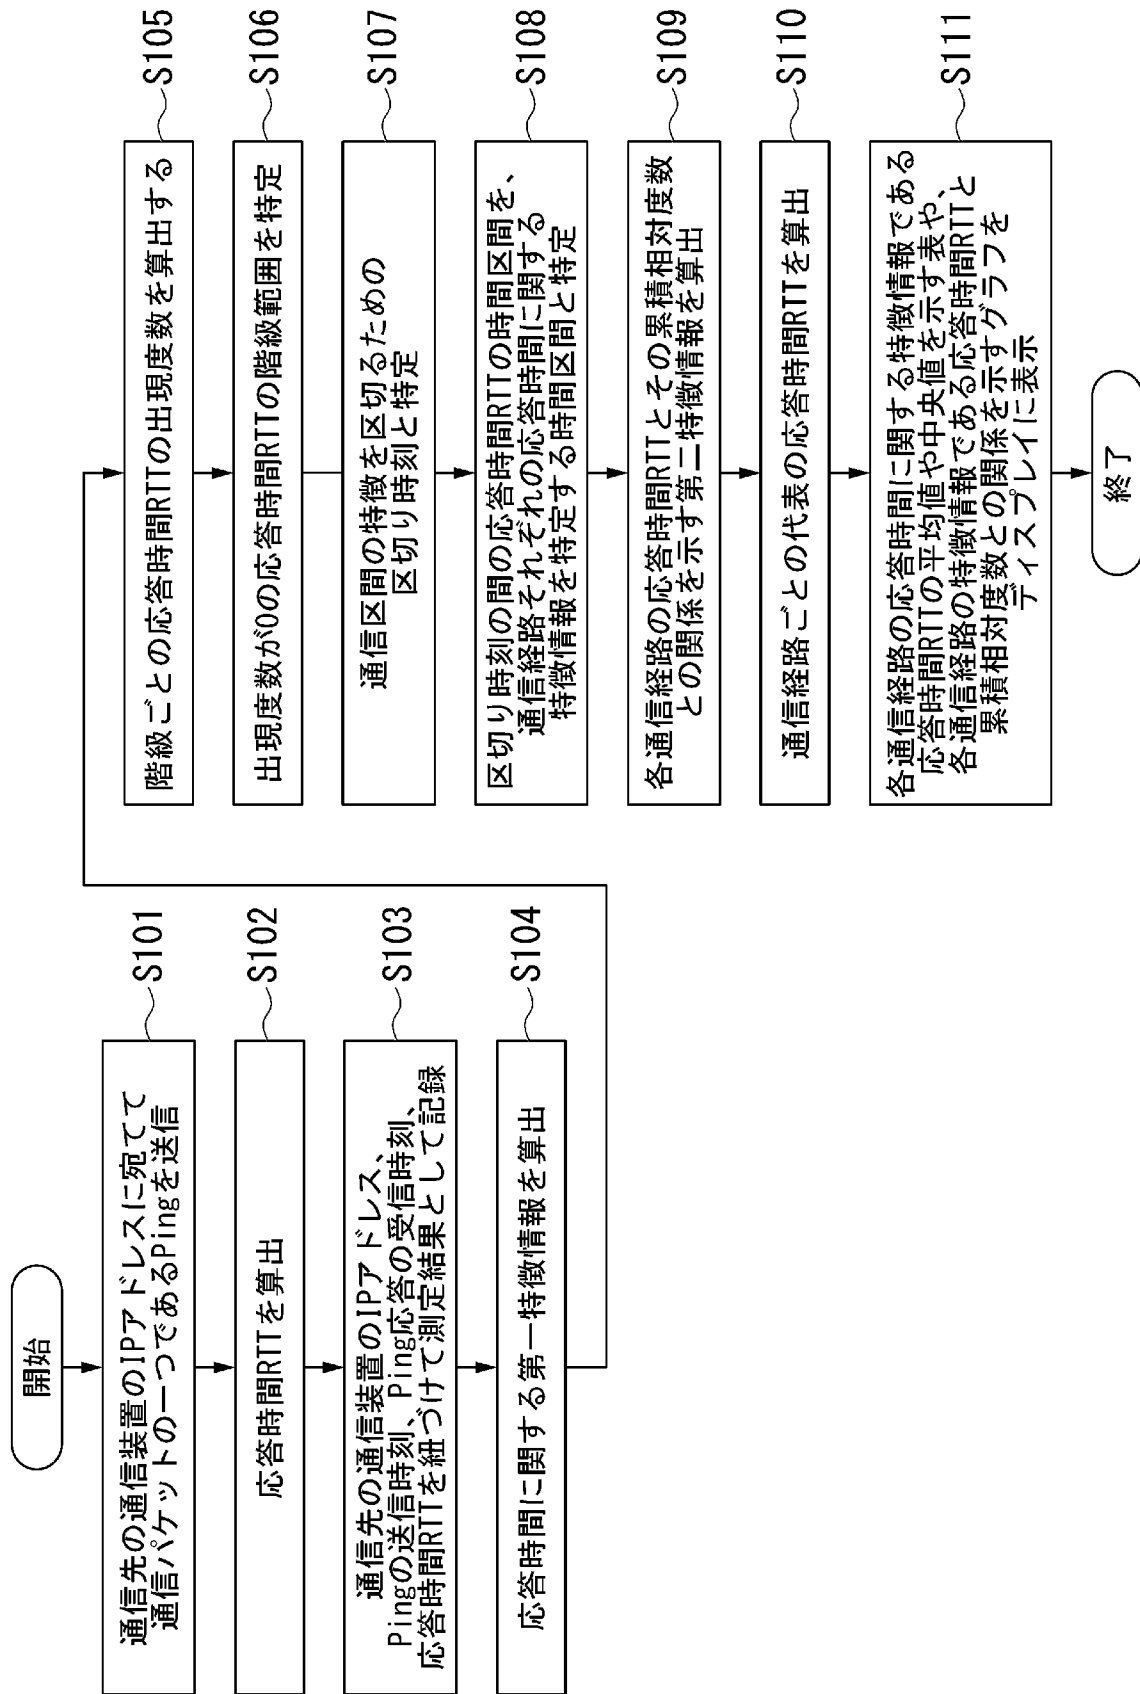 開始
通信先の通信装置のIPアドレスに宛てて
通信パケットの一つであるPingを送信
S101
応答時間RTTを算出
S102
通信先の通信装置のIPアドレス、
Pingの送信時刻、Ping応答の受信時刻、
応答時間RTTを紐づけて測定結果として記録
S103
応答時間に関する第一特徴情報を算出
S104
階級ごとの応答時間RTTの出現度数を算出する
S105
出現度数が0の応答時間RTTの階級範囲を特定
S106
通信区間の特徴を区切るための
区切り時刻と特定
S107
区切り時刻の間の応答時間RTTの時間区間を、
通信経路それぞれの応答時間に関する
特徴情報を特定する時間区間と特定
S108
各通信経路の応答時間RTTとその累積相対度数
との関係を示す第二特徴情報を算出
S109
通信経路ごとの代表の応答時間RTTを算出
S110
各通信経路の応答時間に関する特徴情報である
応答時間RTTの平均値や中央値を示す表や、
各通信経路の特徴情報である応答時間RTTと
累積相対度数との関係を示すグラフを
ディスプレイに表示
S111
終了